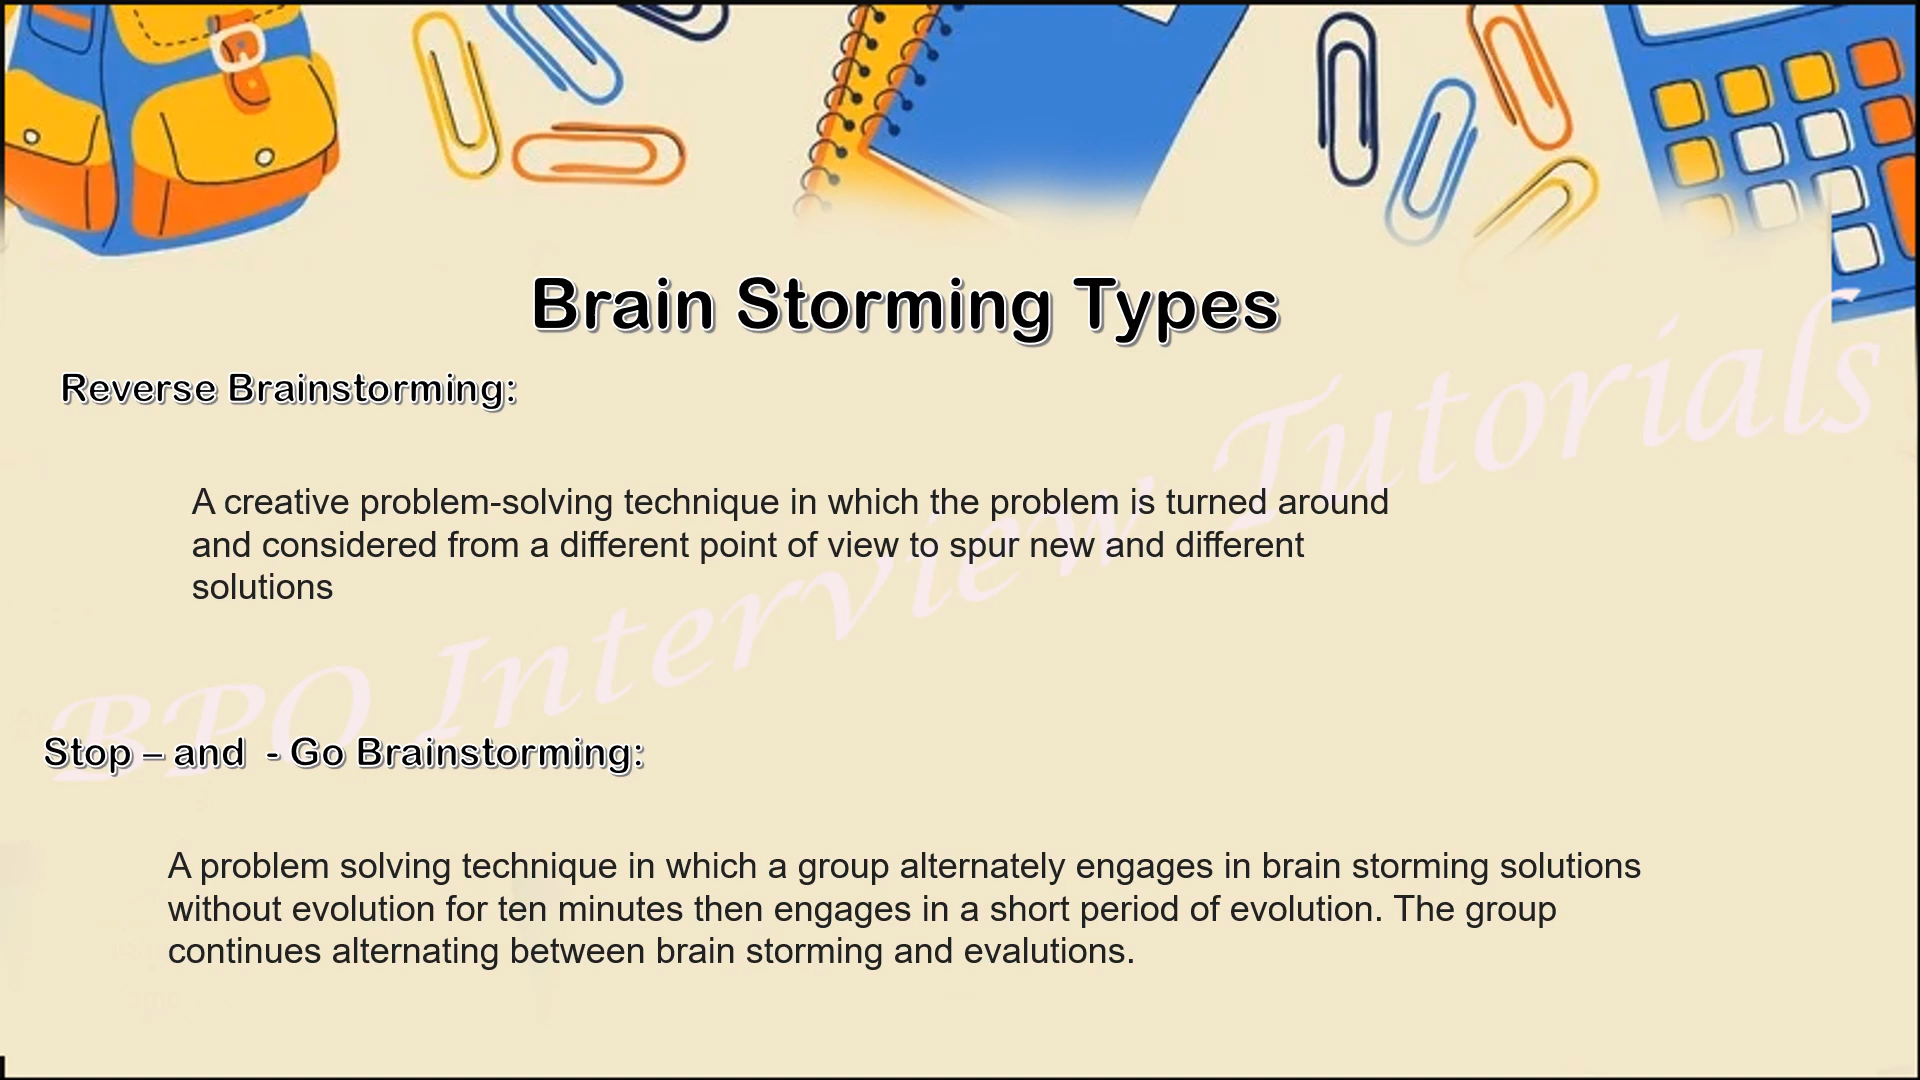 Brain Storming Types
Reverse Brainstorming:
A creative problem-solving technique in which the problem is turned around
and considered from a different point of view to spur new and different
solutions
BPO Interview Tutorials
Stop – and  - Go Brainstorming:
A problem solving technique in which a group alternately engages in brain storming solutions
without evolution for ten minutes then engages in a short period of evolution. The group
continues alternating between brain storming and evalutions.